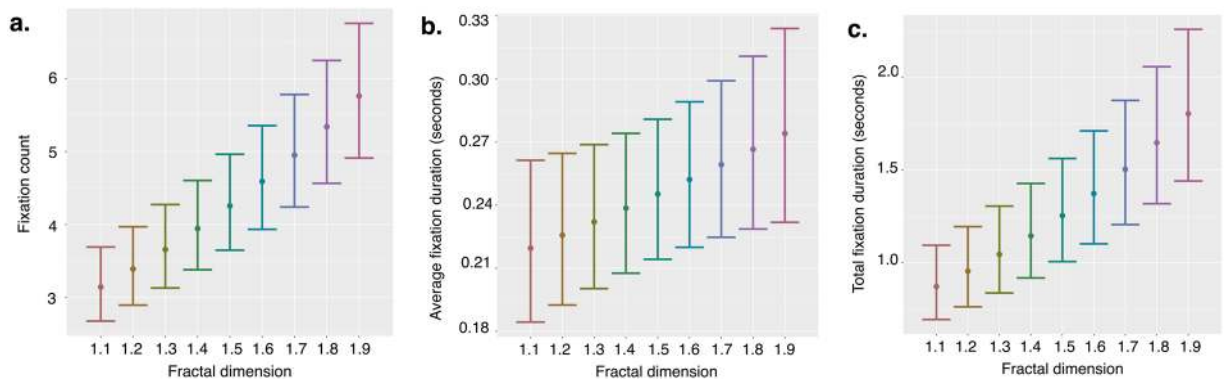 a.
Fixation count
6
5
4
3
1.1 1.2 1.3 1.4 1.5 1.6 1.7 1.8 1.9
Fractal dimension
b.
Average fixation duration (seconds)
0.33
0.30
0.27
0.24
0.21
0.18
1.1 1.2 1.3 1.4 1.5 1.6 1.7 1.8 1.9
Fractal dimension
c.
Total fixation duration (seconds)
2.0
1.5
1.0
1.1 1.2 1.3 1.4 1.5 1.6 1.7 1.8 1.9
Fractal dimension